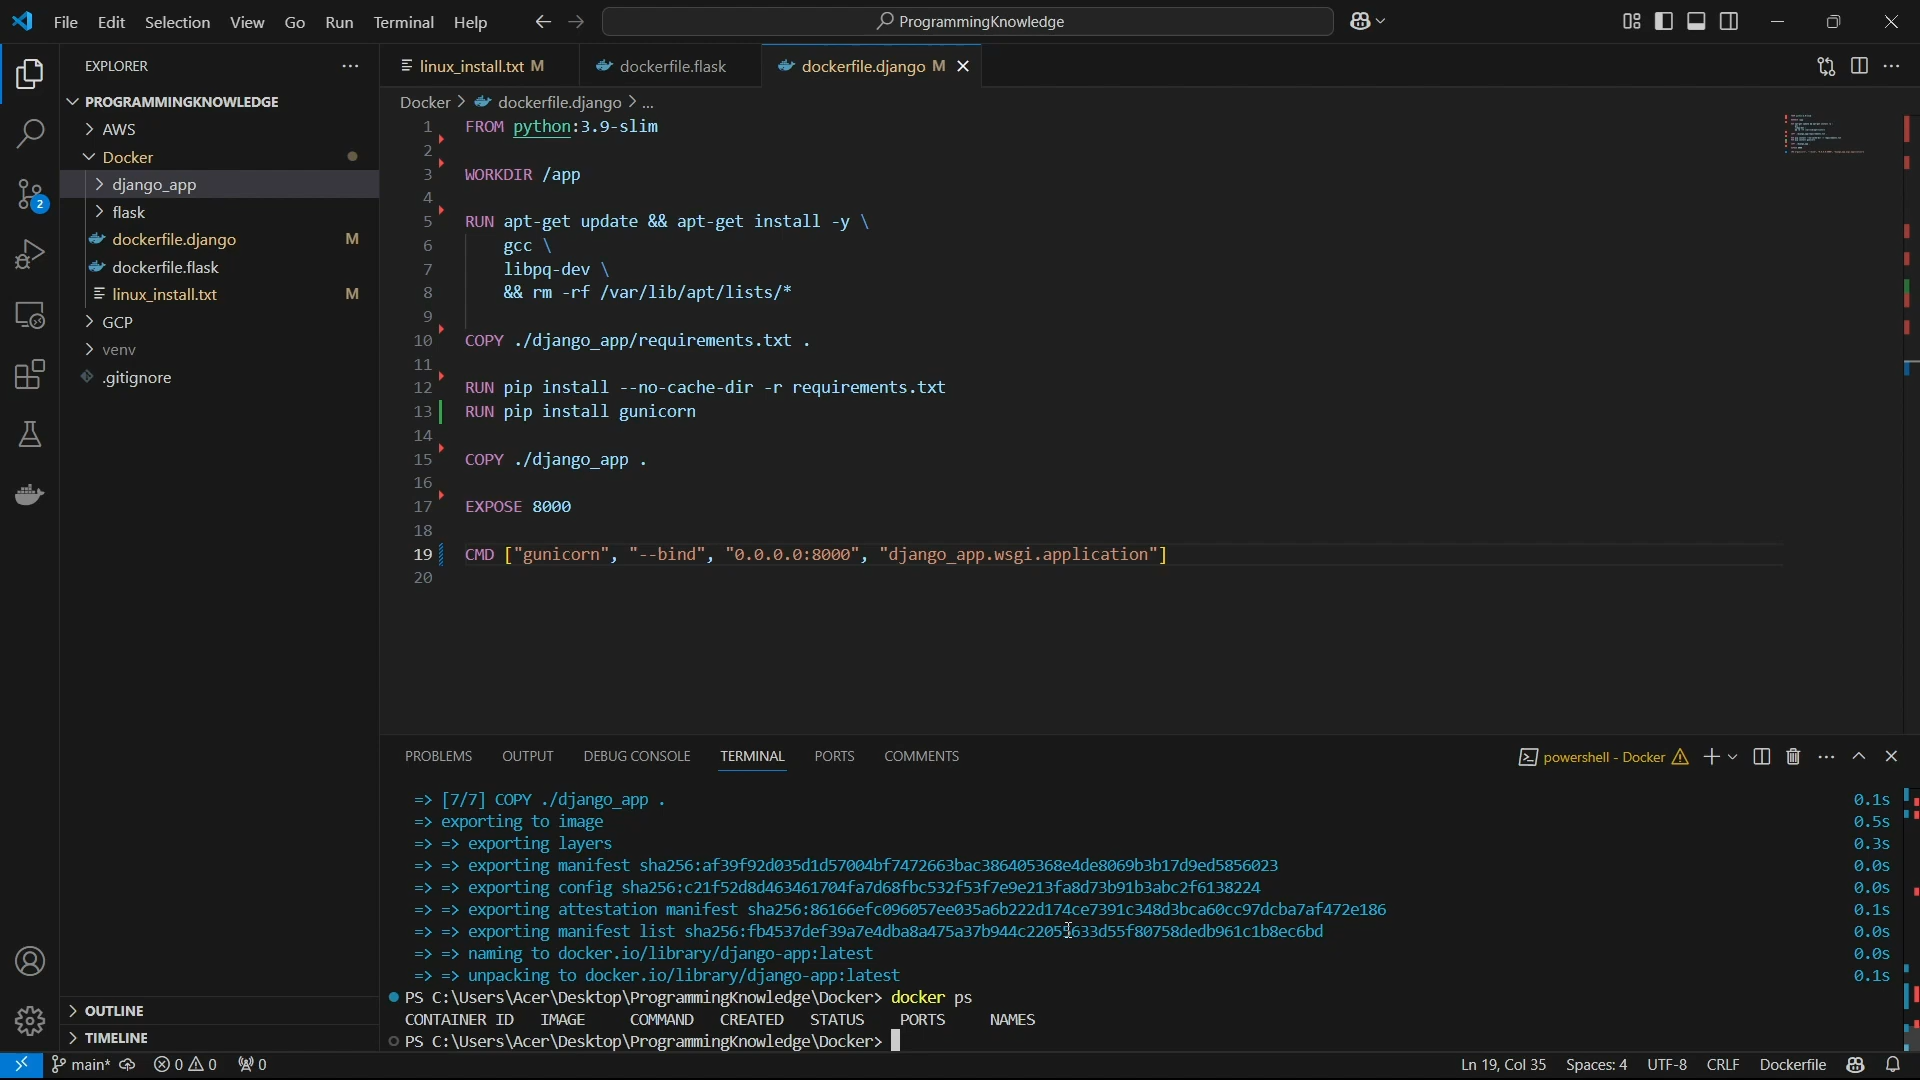 File Edit Selection View Go Run Terminal Help
ProgrammingKnowledge
EXPLORER
PROGRAMMINGKNOWLEDGE
AWS
Docker
django_app
flask
dockerfile.django M
dockerfile.flask
linux_install.txt M
GCP
venv
.gitignore
OUTLINE
TIMELINE
linux_install.txt M
dockerfile.flask
dockerfile.django M
Docker > dockerfile.django > ...
1 FROM python:3.9-slim
2
3 WORKDIR /app
4
5 RUN apt-get update && apt-get install -y \
6 gcc \
7 libpq-dev \
8 && rm -rf /var/lib/apt/lists/*
9
10 COPY ./django_app/requirements.txt .
11
12 RUN pip install --no-cache-dir -r requirements.txt
13 RUN pip install gunicorn
14
15 COPY ./django_app .
16
17 EXPOSE 8000
18
19 CMD ["gunicorn", "--bind", "0.0.0.0:8000", "django_app.wsgi.application"]
20
PROBLEMS OUTPUT DEBUG CONSOLE TERMINAL PORTS COMMENTS
powershell - Docker
=> [7/7] COPY ./django_app . 0.1s
=> exporting to image 0.5s
=> => exporting layers 0.3s
=> => exporting manifest sha256:af39f92d035d1d57004bf7472663bac386405368e4de8069b3b17d9ed5856023 0.0s
=> => exporting config sha256:c21f52d8d463461704fa7d68fbc532f53f7e9e213fa8d73b91b3abc2f6138224 0.0s
=> => exporting attestation manifest sha256:86166efc096057ee035a6b222d174ce7391c348d3bca60cc97dcba7af472e186 0.1s
=> => exporting manifest list 0.0s
=> => naming to docker.io/library/django-app:latest 0.0s
=> => unpacking to docker.io/library/django-app:latest 0.1s
PS C:\Users\Acer\Desktop\ProgrammingKnowledge\Docker> docker ps
CONTAINER ID IMAGE COMMAND CREATED STATUS PORTS NAMES
PS C:\Users\Acer\Desktop\ProgrammingKnowledge\Docker>
2
main* 0 0 0
Ln 19, Col 35 Spaces: 4 UTF-8 CRLF Dockerfile